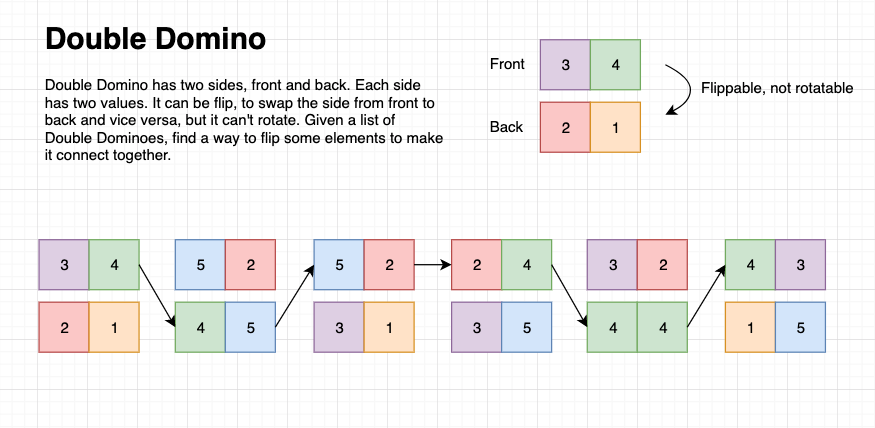 Double Domino
Double Domino has two sides, front and back. Each side
has two values. It can be flip, to swap the side from front to
back and vice versa, but it can't rotate. Given a list of
Double Dominoes, find a way to flip some elements to make
it connect together.
Front 3 4
Flippable, not rotatable
Back 2 1
3 4 5 2 5 2 2 4 3 2 4 3
2 1 4 5 3 1 3 5 4 4 1 5